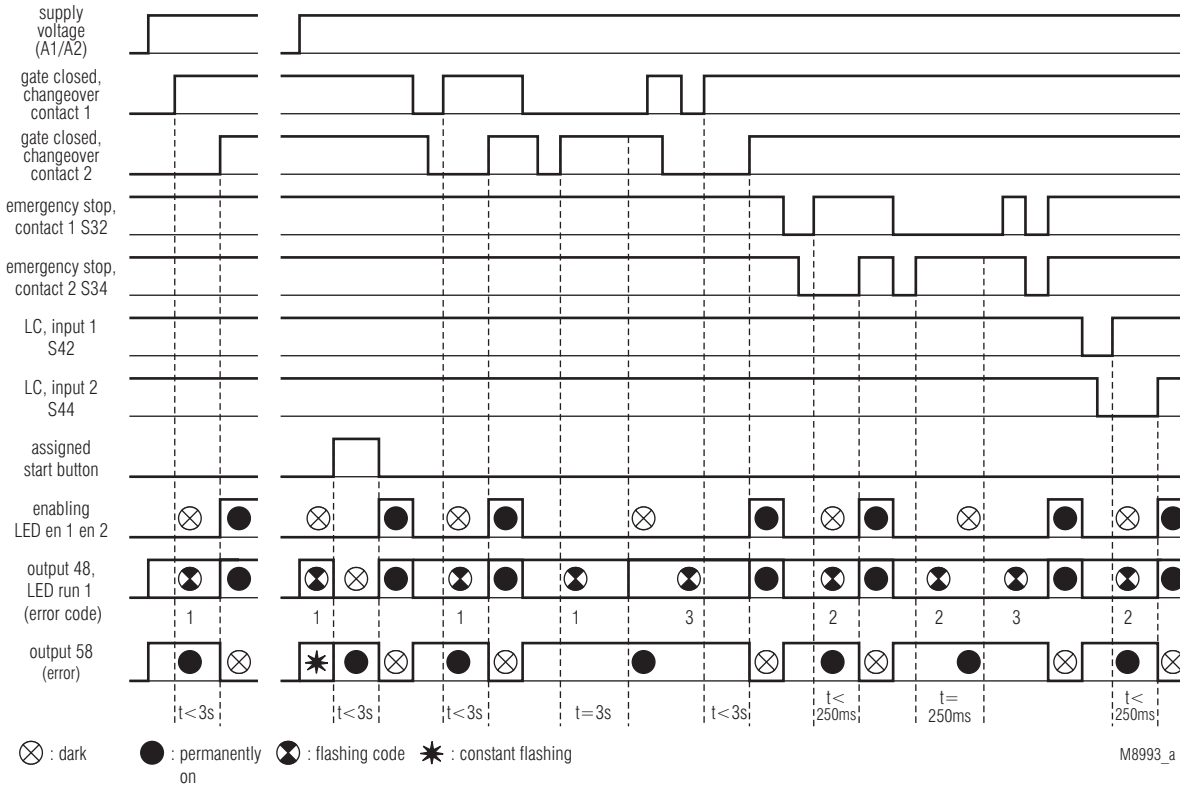 supply
voltage
(A1/A2)
gate closed,
changeover
contact 1
gate closed,
changeover
contact 2
emergency stop,
contact 1 S32
emergency stop,
contact 2 S34
LC, input 1
S42
LC, input 2
S44
assigned
start button
enabling
LED en 1 en 2
output 48,
LED run 1
(error code)
1 1 1 1 3 2 2 3 2
output 58
(error)
t<3s t<3s t<3s t=3s t<3s t< 250ms t= 250ms t< 250ms
: dark : permanently on : flashing code : constant flashing
M8993_a